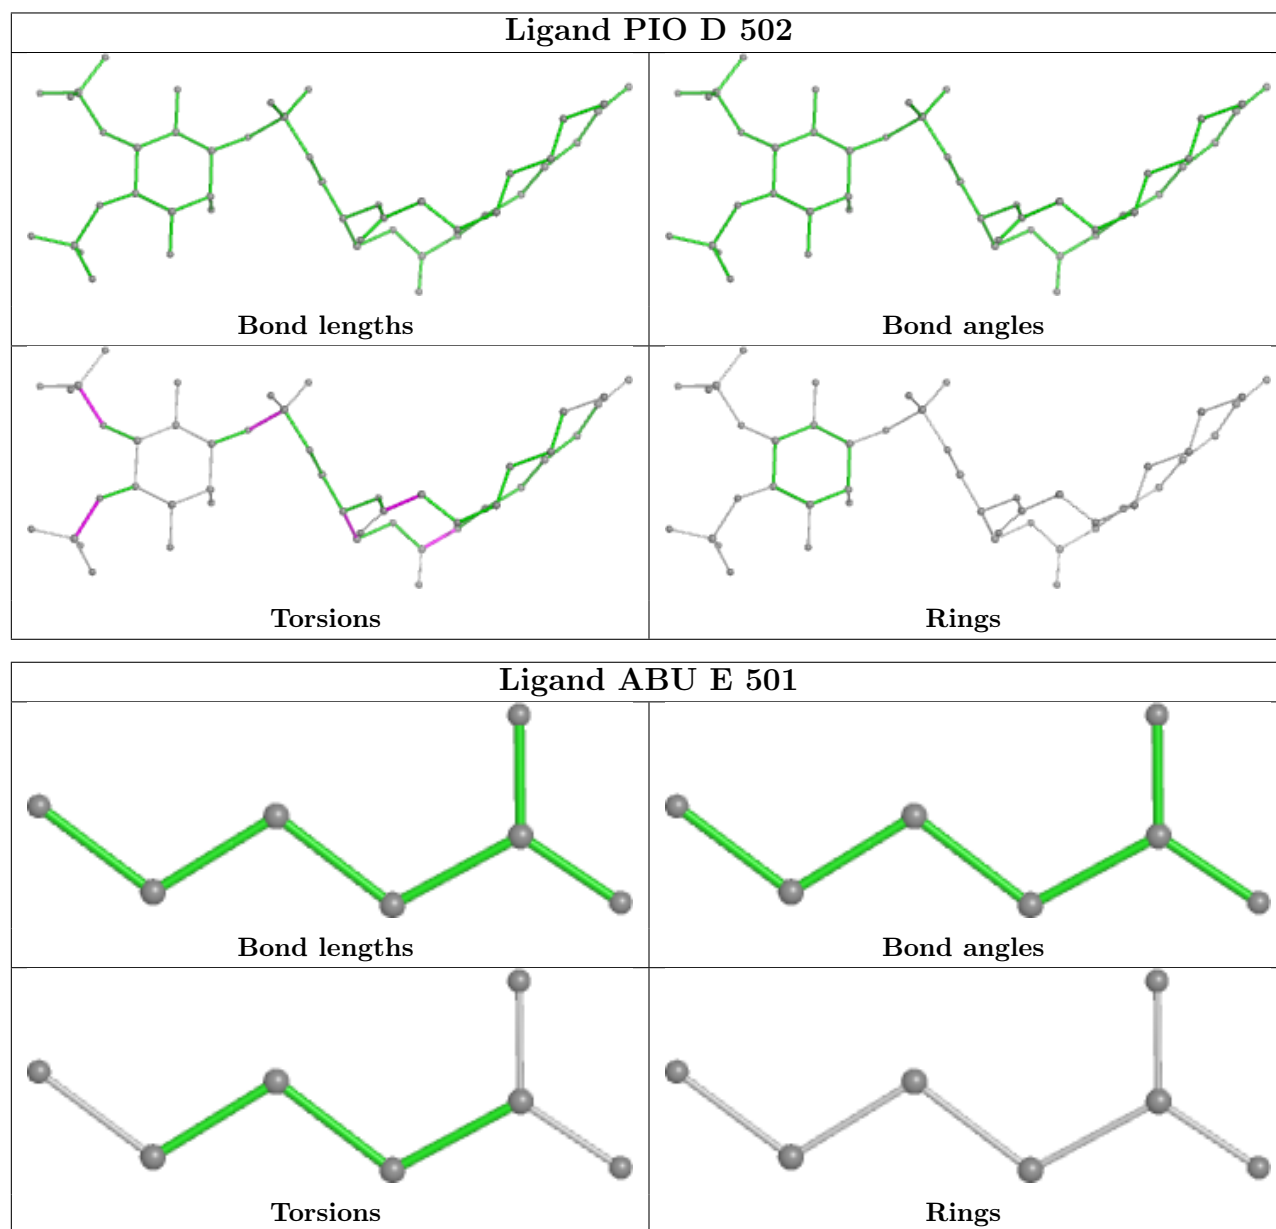 Ligand PIO D 502
Bond lengths
Bond angles
Torsions
Rings
Ligand ABU E 501
Bond lengths
Bond angles
Torsions
Rings